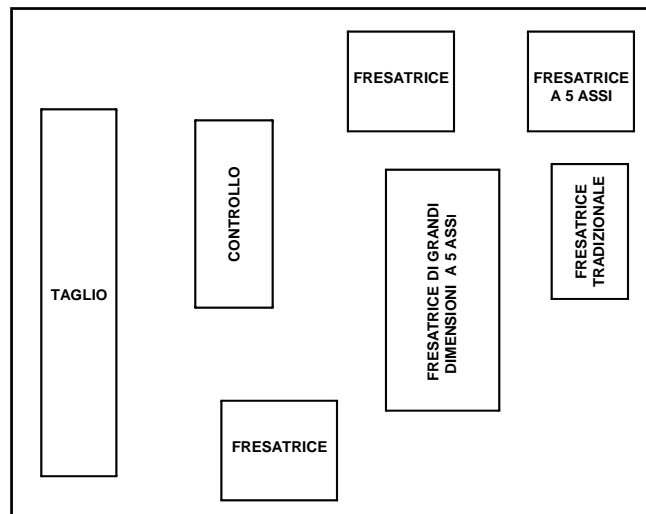 FRESATRICE
FRESATRICE
A 5 ASSI
TAGLIO
CONTROLLO
FRESATRICE DI GRANDI
DIMENSIONI A 5 ASSI
FRESATRICE
TRADIZIONALE
FRESATRICE